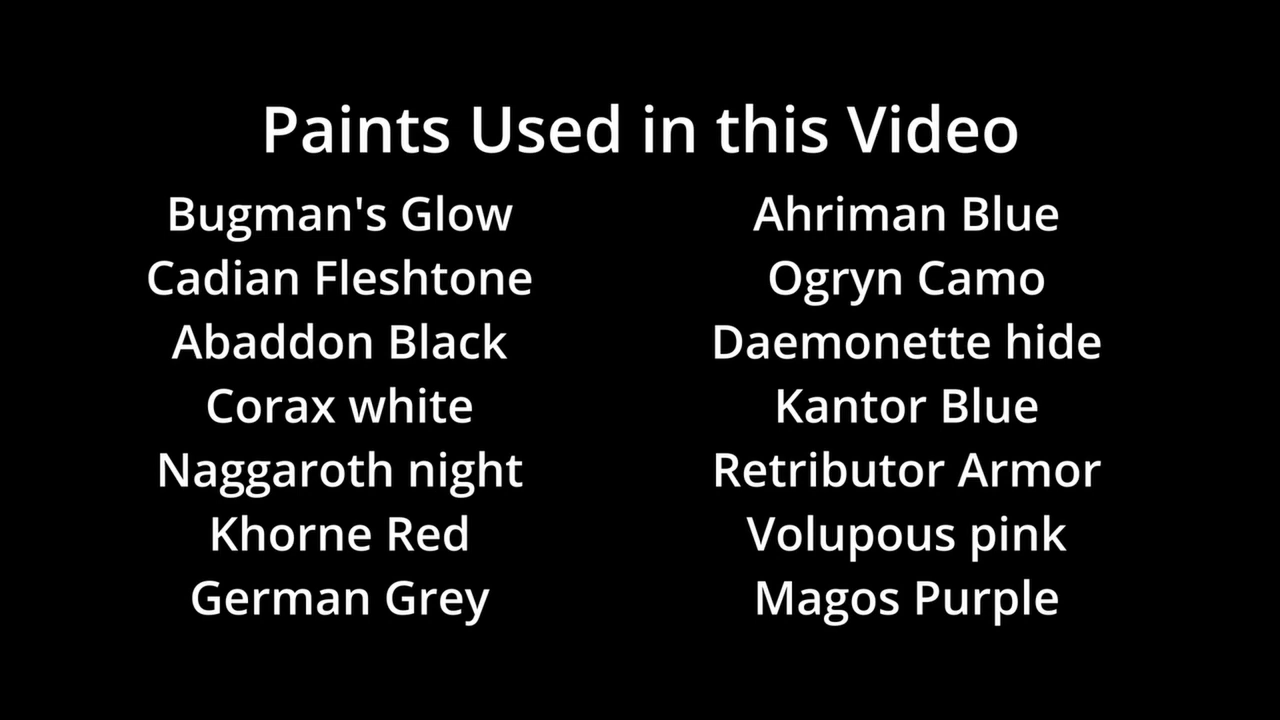 Paints Used in this Video
Bugman's Glow
Cadian Fleshtone
Abaddon Black
Corax white
Naggaroth night
Khorne Red
German Grey
Ahriman Blue
Ogryn Camo
Daemonette hide
Kantor Blue
Retributor Armor
Volupous pink
Magos Purple